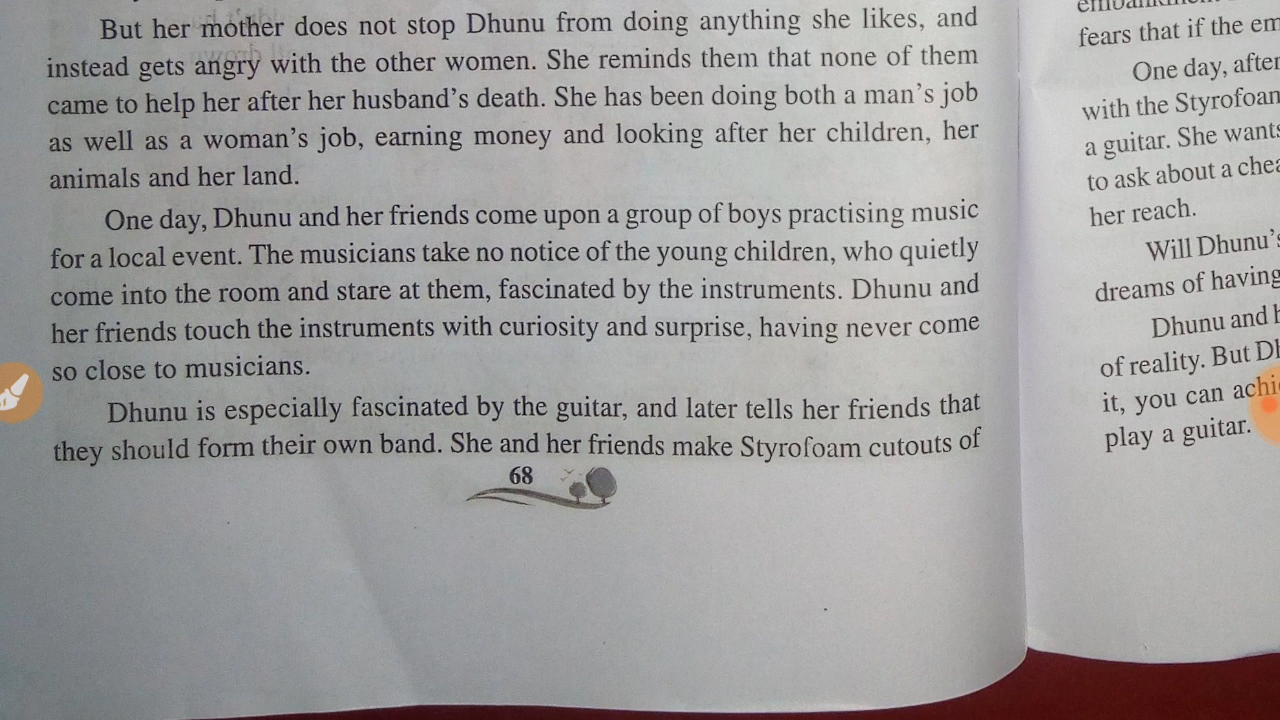 But her mother does not stop Dhunu from doing anything she likes, and
instead gets angry with the other women. She reminds them that none of them
came to help her after her husband's death. She has been doing both a man's job
as well as a woman's job, earning money and looking after her children, her
animals and her land.
One day, Dhunu and her friends come upon a group of boys practising music
for a local event. The musicians take no notice of the young children, who quietly
come into the room and stare at them, fascinated by the instruments. Dhunu and
her friends touch the instruments with curiosity and surprise, having never come
so close to musicians.
Dhunu is especially fascinated by the guitar, and later tells her friends that
they should form their own band. She and her friends make Styrofoam cutouts of
68
fears that if the em
One day, after
with the Styrofoam
a guitar. She wants
to ask about a chea
her reach.
Will Dhunu's
dreams of having
Dhunu and h
of reality. But Dh
it, you can achi
play a guitar.